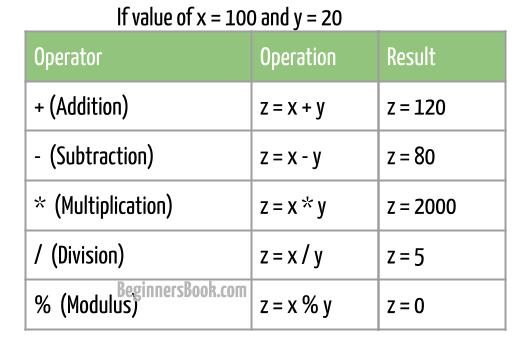 If value of x = 100 and y = 20
Operator Operation Result
+ (Addition) z = x + y z = 120
- (Subtraction) z = x - y z = 80
* (Multiplication) z = x * y z = 2000
/ (Division) z = x / y z = 5
BeginnersBook.com
% (Modulus) z = x % y z = 0